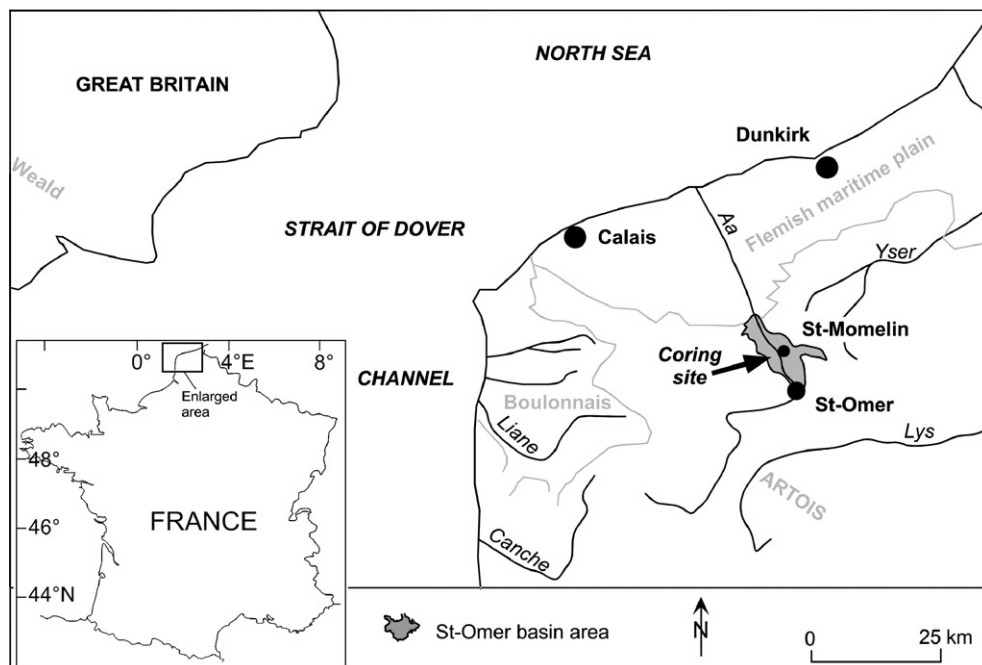 NORTH SEA
GREAT BRITAIN
Dunkirk
Weald
Flemish maritime plain
Aa
STRAIT OF DOVER
Calais
Yser
St-Momelin
Coring
site
0°
4°E
8°
Enlarged
area
CHANNEL
Boulonnais
St-Omer
Liane
Lys
48°
ARTOIS
FRANCE
46°
Canche
44°N
St-Omer basin area
N
0
25 km